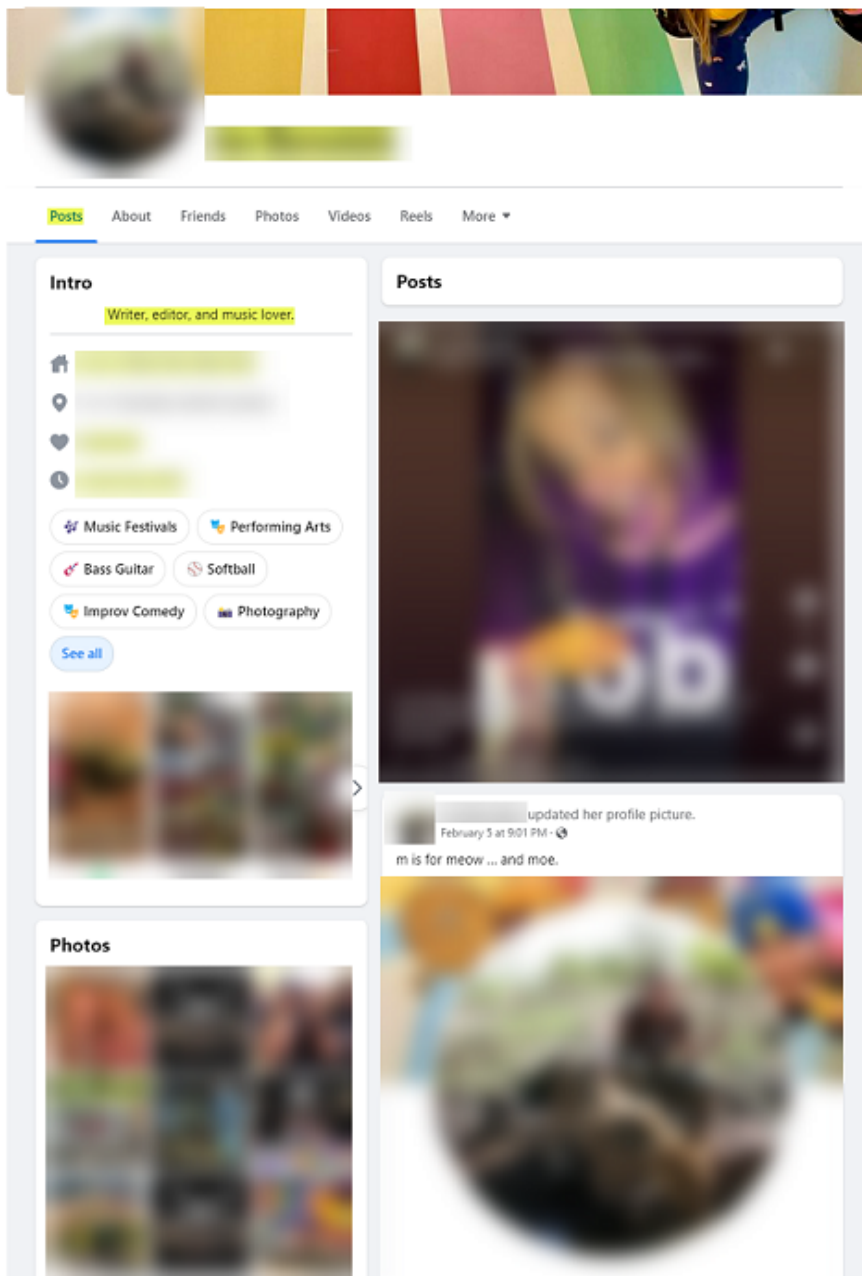 Posts About Friends Photos Videos Reels More
Intro
Writer, editor, and music lover.
Music Festivals Performing Arts
Bass Guitar Softball
Improv Comedy Photography
See all
Photos
Posts
updated her profile picture.
February 5 at 9:01 PM ·
m is for meow ... and moe.